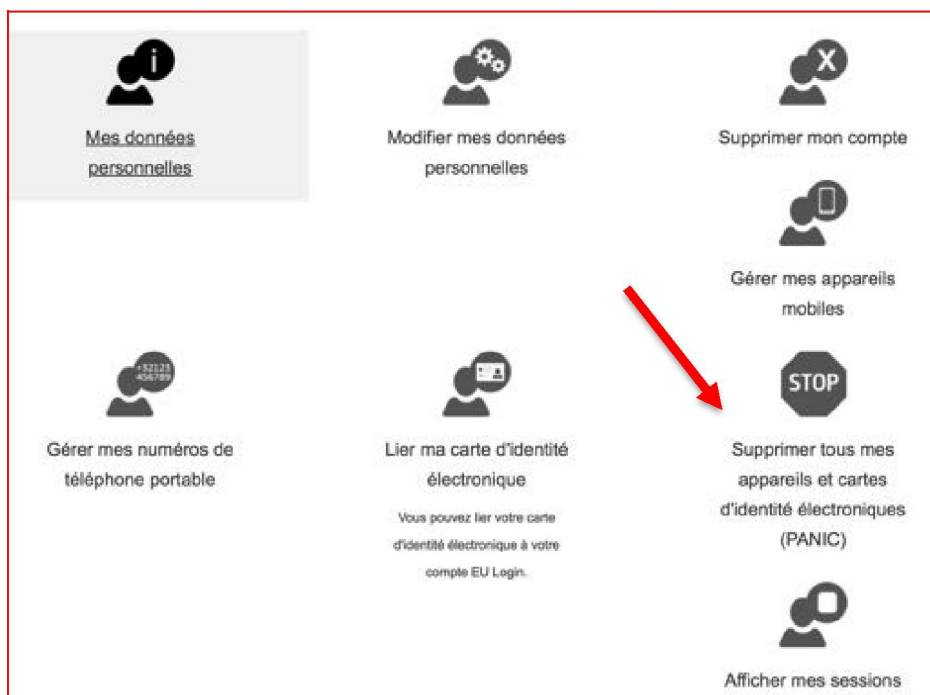 i
Mes données
personnelles
Modifier mes données
personnelles
X
Supprimer mon compte
Gérer mes appareils
mobiles
+32123
456789
Gérer mes numéros de
téléphone portable
Lier ma carte d'identité
électronique
Vous pouvez lier votre carte
d'identité électronique à votre
compte EU Login.
STOP
Supprimer tous mes
appareils et cartes
d'identité électroniques
(PANIC)
Afficher mes sessions